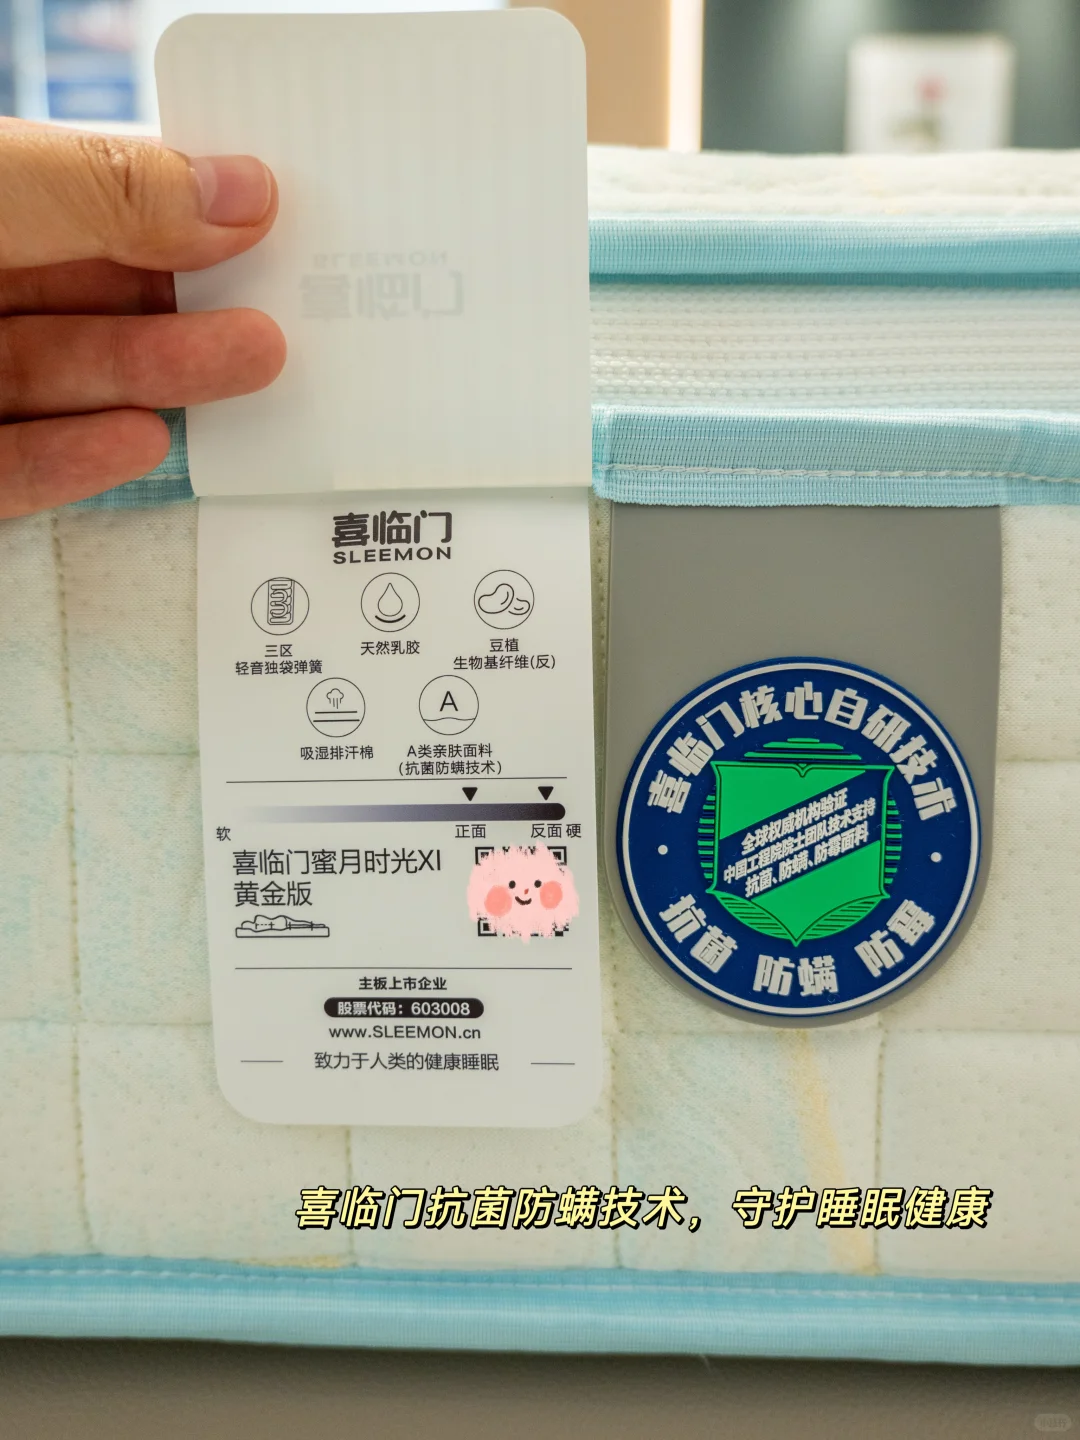 喜临门
SLEEMON
三区
轻音独袋弹簧
天然乳胶
豆植
生物基纤维(反)
吸湿排汗棉
A
A类亲肤面料
(抗菌防螨技术)
软
正面
反面 硬
喜临门蜜月时光XI
黄金版
主板上市企业
股票代码：603008
www.SLEEMON.cn
致力于人类的健康睡眠
喜临门核心自研技术
全球权威机构验证
中国工程院院士团队技术支持
抗菌、防螨、防霉面料
抗菌 防螨 防霉
喜临门抗菌防螨技术，守护睡眠健康